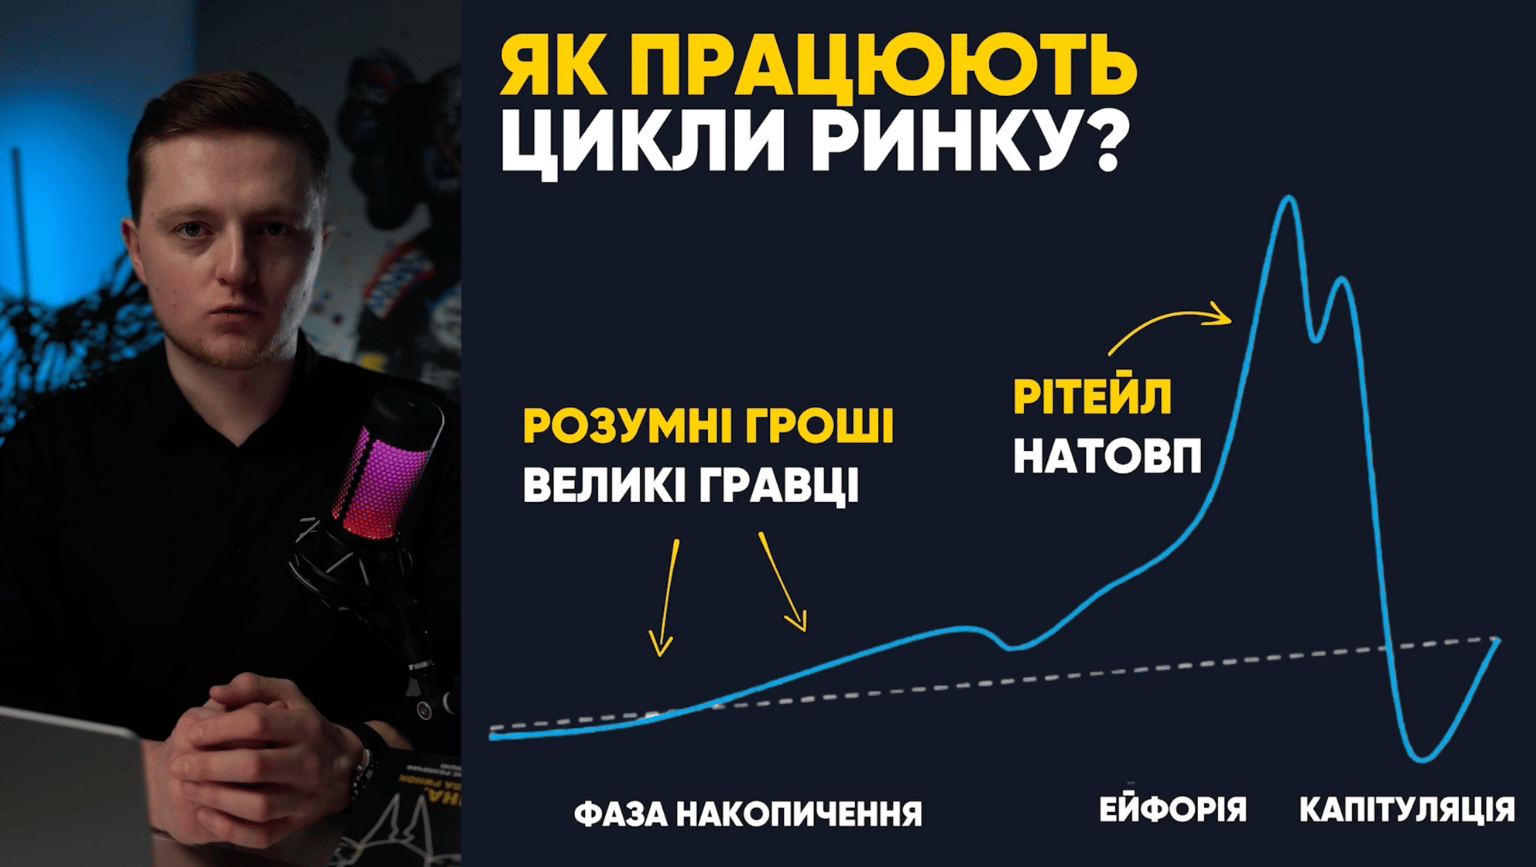 ЯК ПРАЦЮЮТЬ
ЦИКЛИ РИНКУ?
РОЗУМНІ ГРОШІ
ВЕЛИКІ ГРАВЦІ
РІТЕЙЛ
НАТОВП
ФАЗА НАКОПИЧЕННЯ
ЕЙФОРІЯ
КАПІТУЛЯЦІЯ